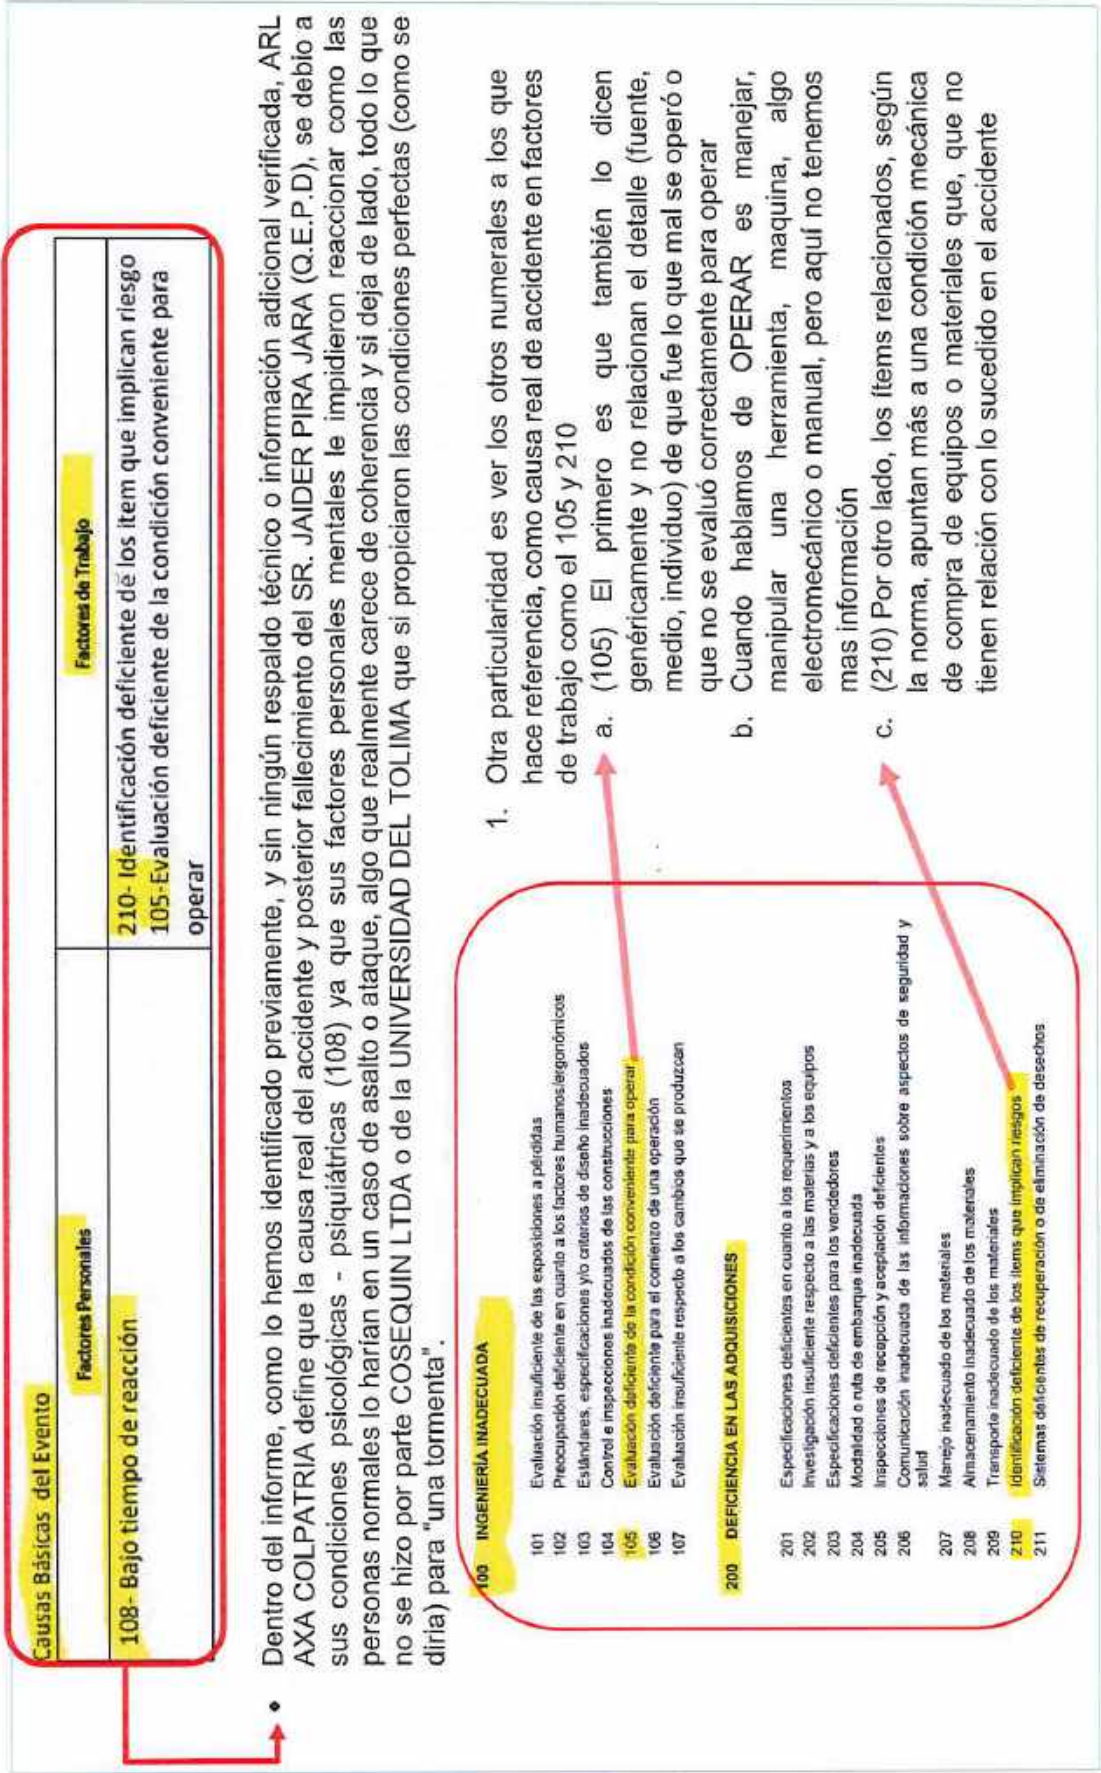 Causas Básicas del Evento
Factores Personales
Factores de Trabajo
108- Bajo tiempo de reacción
210- Identificación deficiente de los item que implican riesgo
105-Evaluación deficiente de la condición conveniente para
operar
• Dentro del informe, como lo hemos identificado previamente, y sin ningún respaldo técnico o información adicional verificada, ARL
AXA COLPATRIA define que la causa real del accidente y posterior fallecimiento del SR. JAIDER PIRA JARA (Q.E.P.D), se debio a
sus condiciones psicológicas - psiquiátricas (108) ya que sus factores personales mentales le impidieron reaccionar como las
personas normales lo harían en un caso de asalto o ataque, algo que realmente carece de coherencia y si deja de lado, todo lo que
no se hizo por parte COSEQUIN LTDA o de la UNIVERSIDAD DEL TOLIMA que si propiciaron las condiciones perfectas (como se
diria) para "una tormenta".
100 INGENIERÍA INADECUADA
101 Evaluación insuficiente de las exposiciones a pérdidas
102 Preocupación deficiente en cuanto a los factores humanos/ergonómicos
103 Estándares, especificaciones y/o criterios de diseño inadecuados
104 Control e inspecciones inadecuados de las construcciones
105 Evaluación deficiente de la condición conveniente para operar
106 Evaluación deficiente para el comienzo de una operación
107 Evaluación insuficiente respecto a los cambios que se produzcan
200 DEFICIENCIA EN LAS ADQUISICIONES
201 Especificaciones deficientes en cuanto a los requerimientos
202 Investigación insuficiente respecto a las materias y a los equipos
203 Especificaciones deficientes para los vendedores
204 Modalidad o ruta de embarque inadecuada
205 Inspecciones de recepción y aceptación deficientes
206 Comunicación inadecuada de las informaciones sobre aspectos de seguridad y
salud
207 Manejo inadecuado de los materiales
208 Almacenamiento inadecuado de los materiales
209 Transporte inadecuado de los materiales
210 Identificación deficiente de los ítems que implican riesgos
211 Sistemas deficientes de recuperación o de eliminación de desechos
1. Otra particularidad es ver los otros numerales a los que
hace referencia, como causa real de accidente en factores
de trabajo como el 105 y 210
a. (105) El primero es que también lo dicen
genéricamente y no relacionan el detalle (fuente,
medio, individuo) de que fue lo que mal se operó o
que no se evaluó correctamente para operar
b. Cuando hablamos de OPERAR es manejar,
manipular una herramienta, maquina, algo
electromecánico o manual, pero aquí no tenemos
mas información
c. (210) Por otro lado, los ítems relacionados, según
la norma, apuntan más a una condición mecánica
de compra de equipos o materiales que, que no
tienen relación con lo sucedido en el accidente